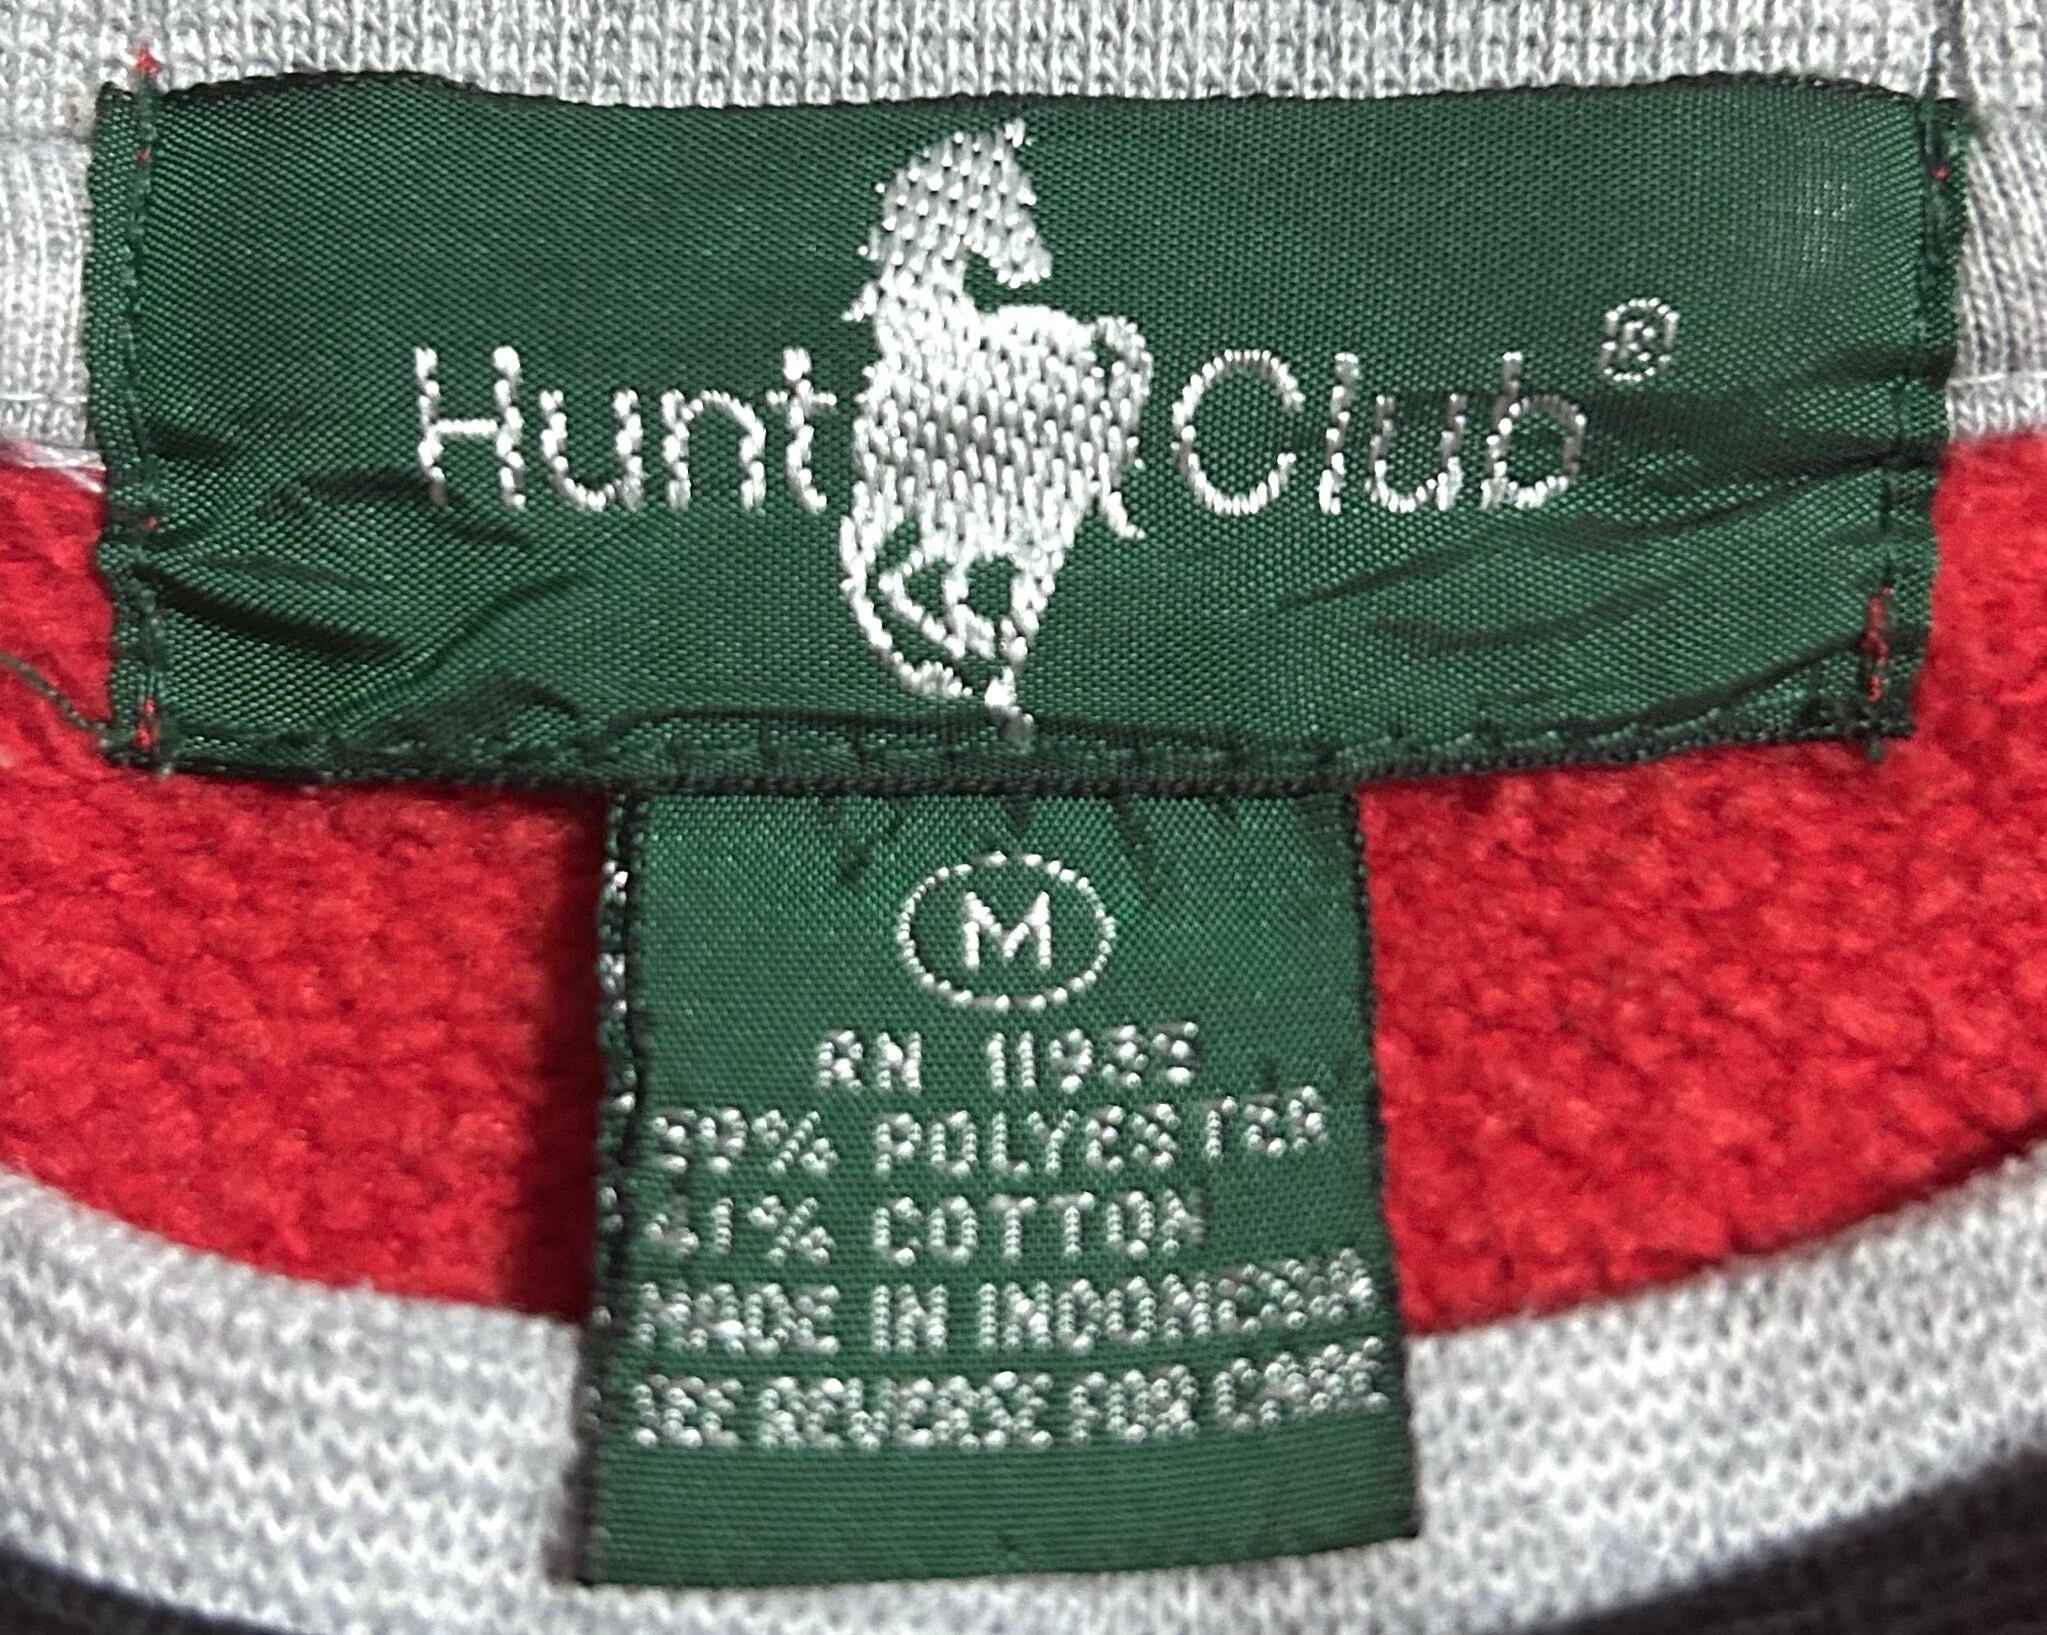 Hunt Club ®
M
RN 11985
59% POLYESTER
41% COTTON
MADE IN INDONESIA
SEE REVERSE FOR CARE